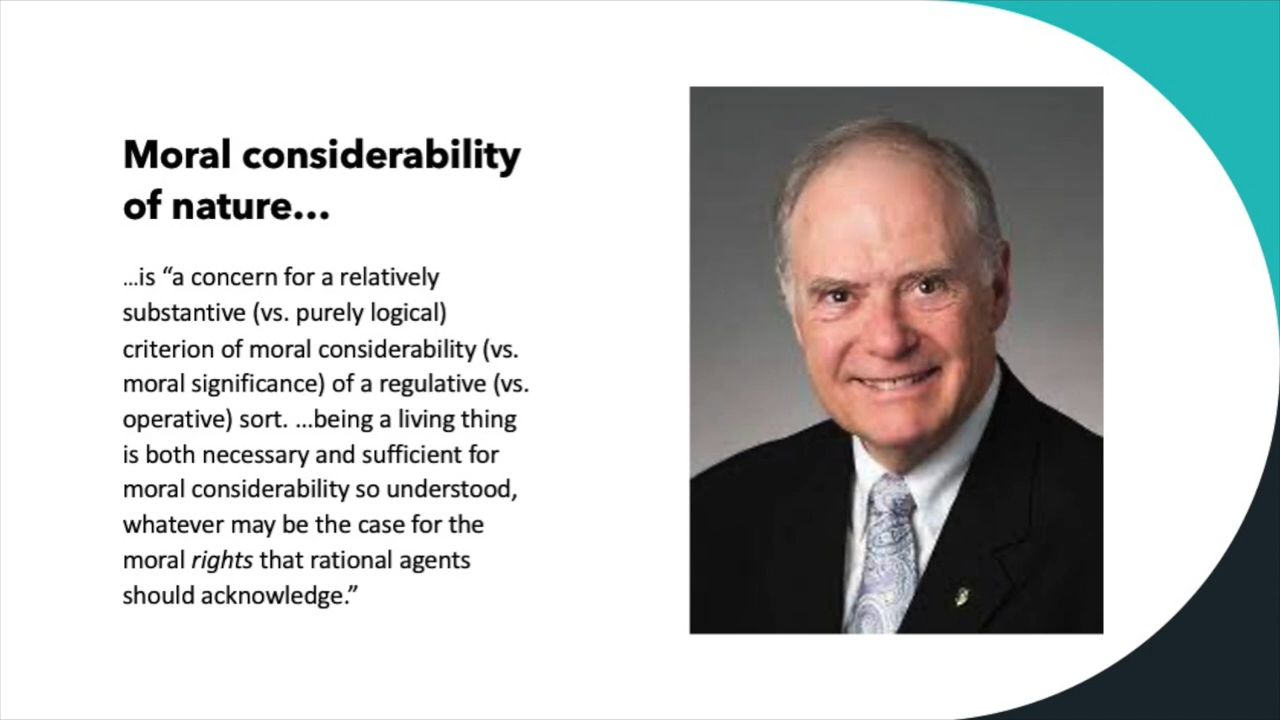 Moral considerability
of nature…
…is “a concern for a relatively
substantive (vs. purely logical)
criterion of moral considerability (vs.
moral significance) of a regulative (vs.
operative) sort. …being a living thing
is both necessary and sufficient for
moral considerability so understood,
whatever may be the case for the
moral rights that rational agents
should acknowledge.”